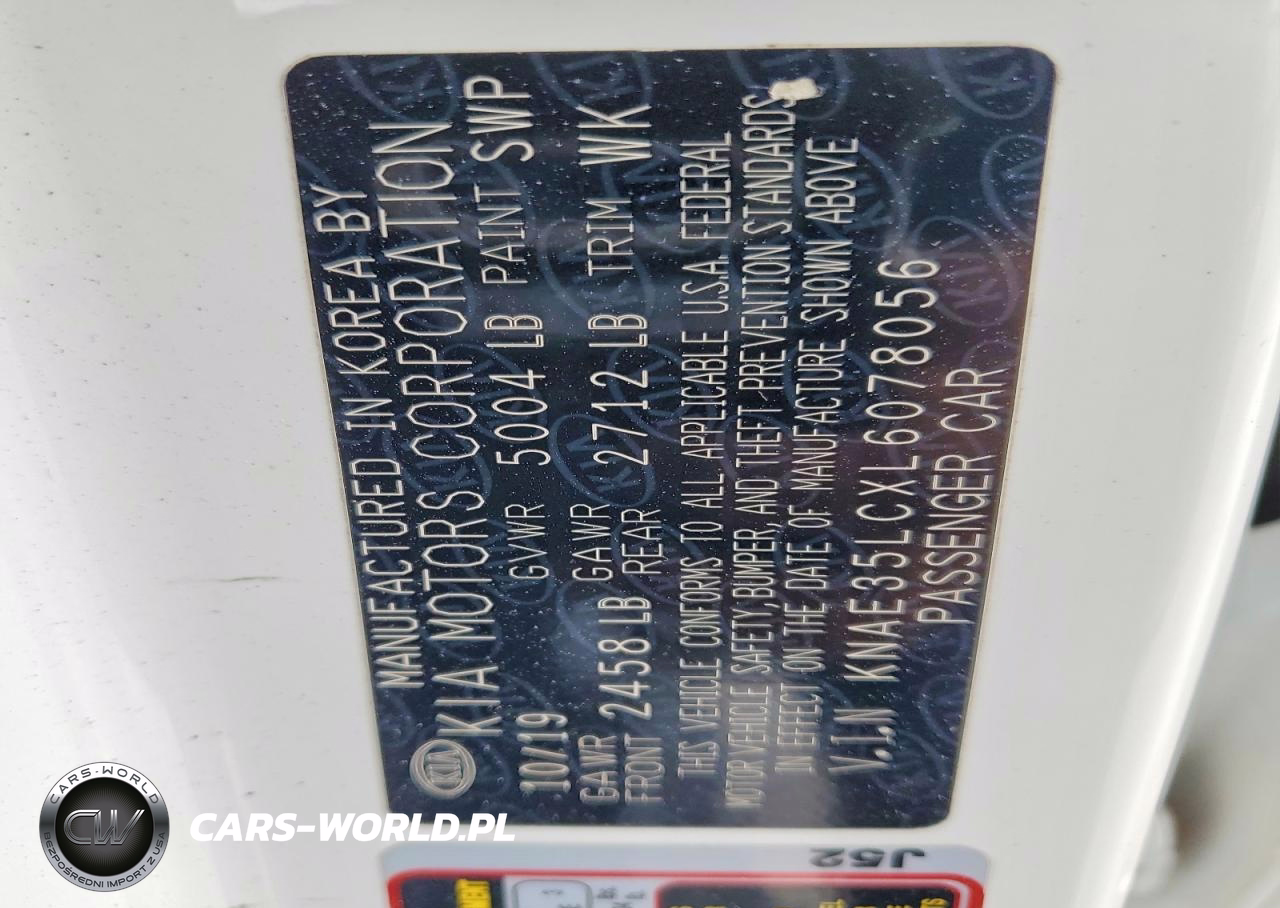 MANUFACTURED IN KOREA BY
KIA KIA MOTORS CORPORATION
10/19 GVWR 5004 LB PAINT SWP
GAWR FRONT 2458 LB GAWR REAR 2712 LB TRIM WK
THIS VEHICLE CONFORMS TO ALL APPLICABLE U.S.A. FEDERAL
MOTOR VEHICLE SAFETY, BUMPER, AND THEFT PREVENTION STANDARDS
IN EFFECT ON THE DATE OF MANUFACTURE SHOWN ABOVE
V.I.N KNAE35LCXL6078056
PASSENGER CAR
J52
CARS-WORLD
CW
BEZPOŚREDNI IMPORT Z USA
CARS-WORLD.PL